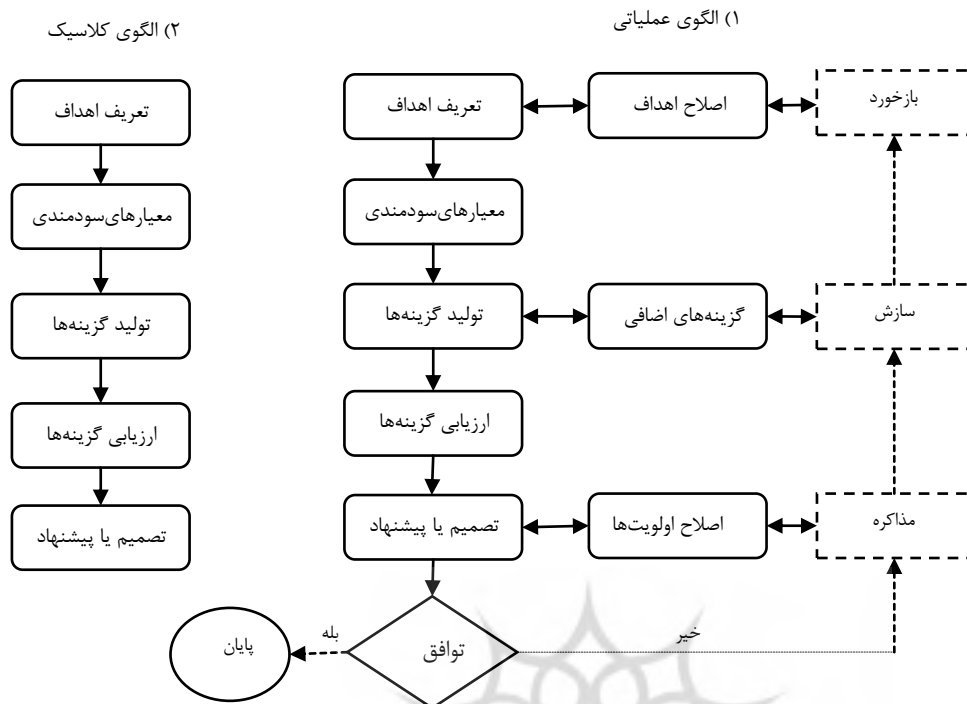 ۱) الگوی عملیاتی
۲) الگوی کلاسیک
بازخورد
اصلاح اهداف
تعریف اهداف
تعریف اهداف
معیارهای‌سودمندی
معیارهای‌سودمندی
سازش
گزینه‌های اضافی
تولید گزینه‌ها
تولید گزینه‌ها
ارزیابی گزینه‌ها
ارزیابی گزینه‌ها
مذاکره
اصلاح اولویت‌ها
تصمیم یا پیشنهاد
تصمیم یا پیشنهاد
خیر
توافق
بله
پایان